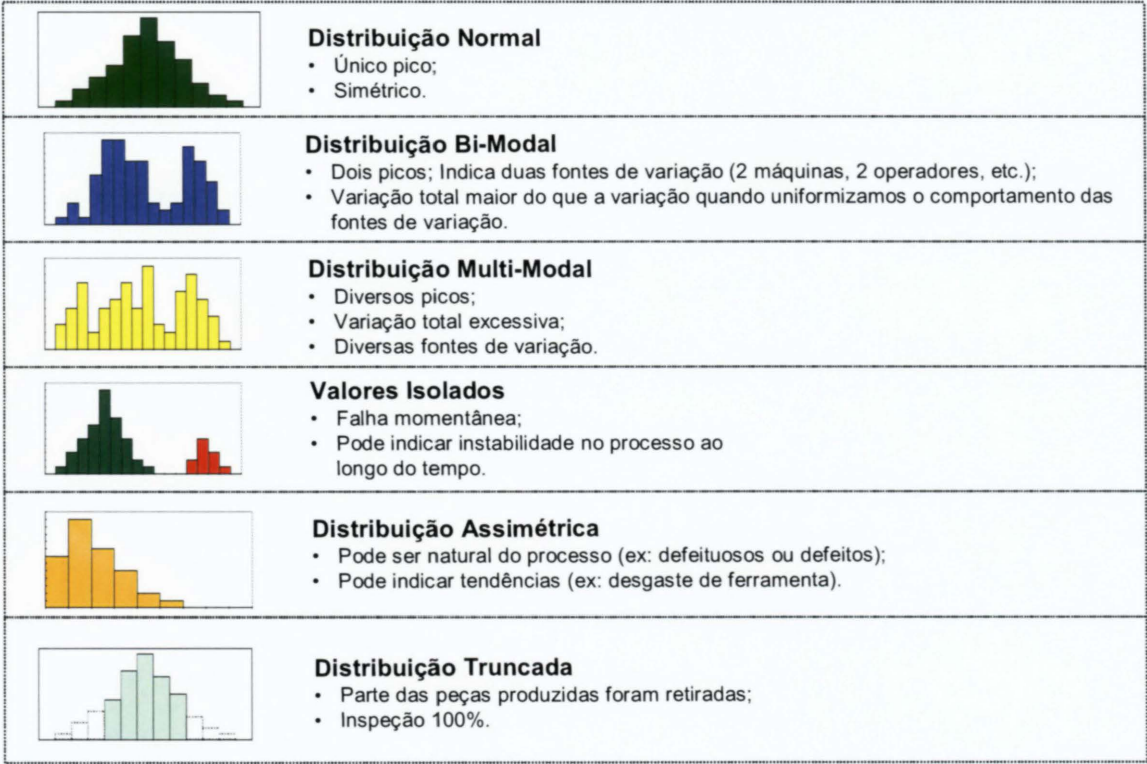 Distribuição Normal
• Único pico;
• Simétrico.
Distribuição Bi-Modal
• Dois picos; Indica duas fontes de variação (2 máquinas, 2 operadores, etc.);
• Variação total maior do que a variação quando uniformizamos o comportamento das
fontes de variação.
Distribuição Multi-Modal
• Diversos picos;
• Variação total excessiva;
• Diversas fontes de variação.
Valores Isolados
• Falha momentânea;
• Pode indicar instabilidade no processo ao
longo do tempo.
Distribuição Assimétrica
• Pode ser natural do processo (ex: defeituosos ou defeitos);
• Pode indicar tendências (ex: desgaste de ferramenta).
Distribuição Truncada
• Parte das peças produzidas foram retiradas;
• Inspeção 100%.